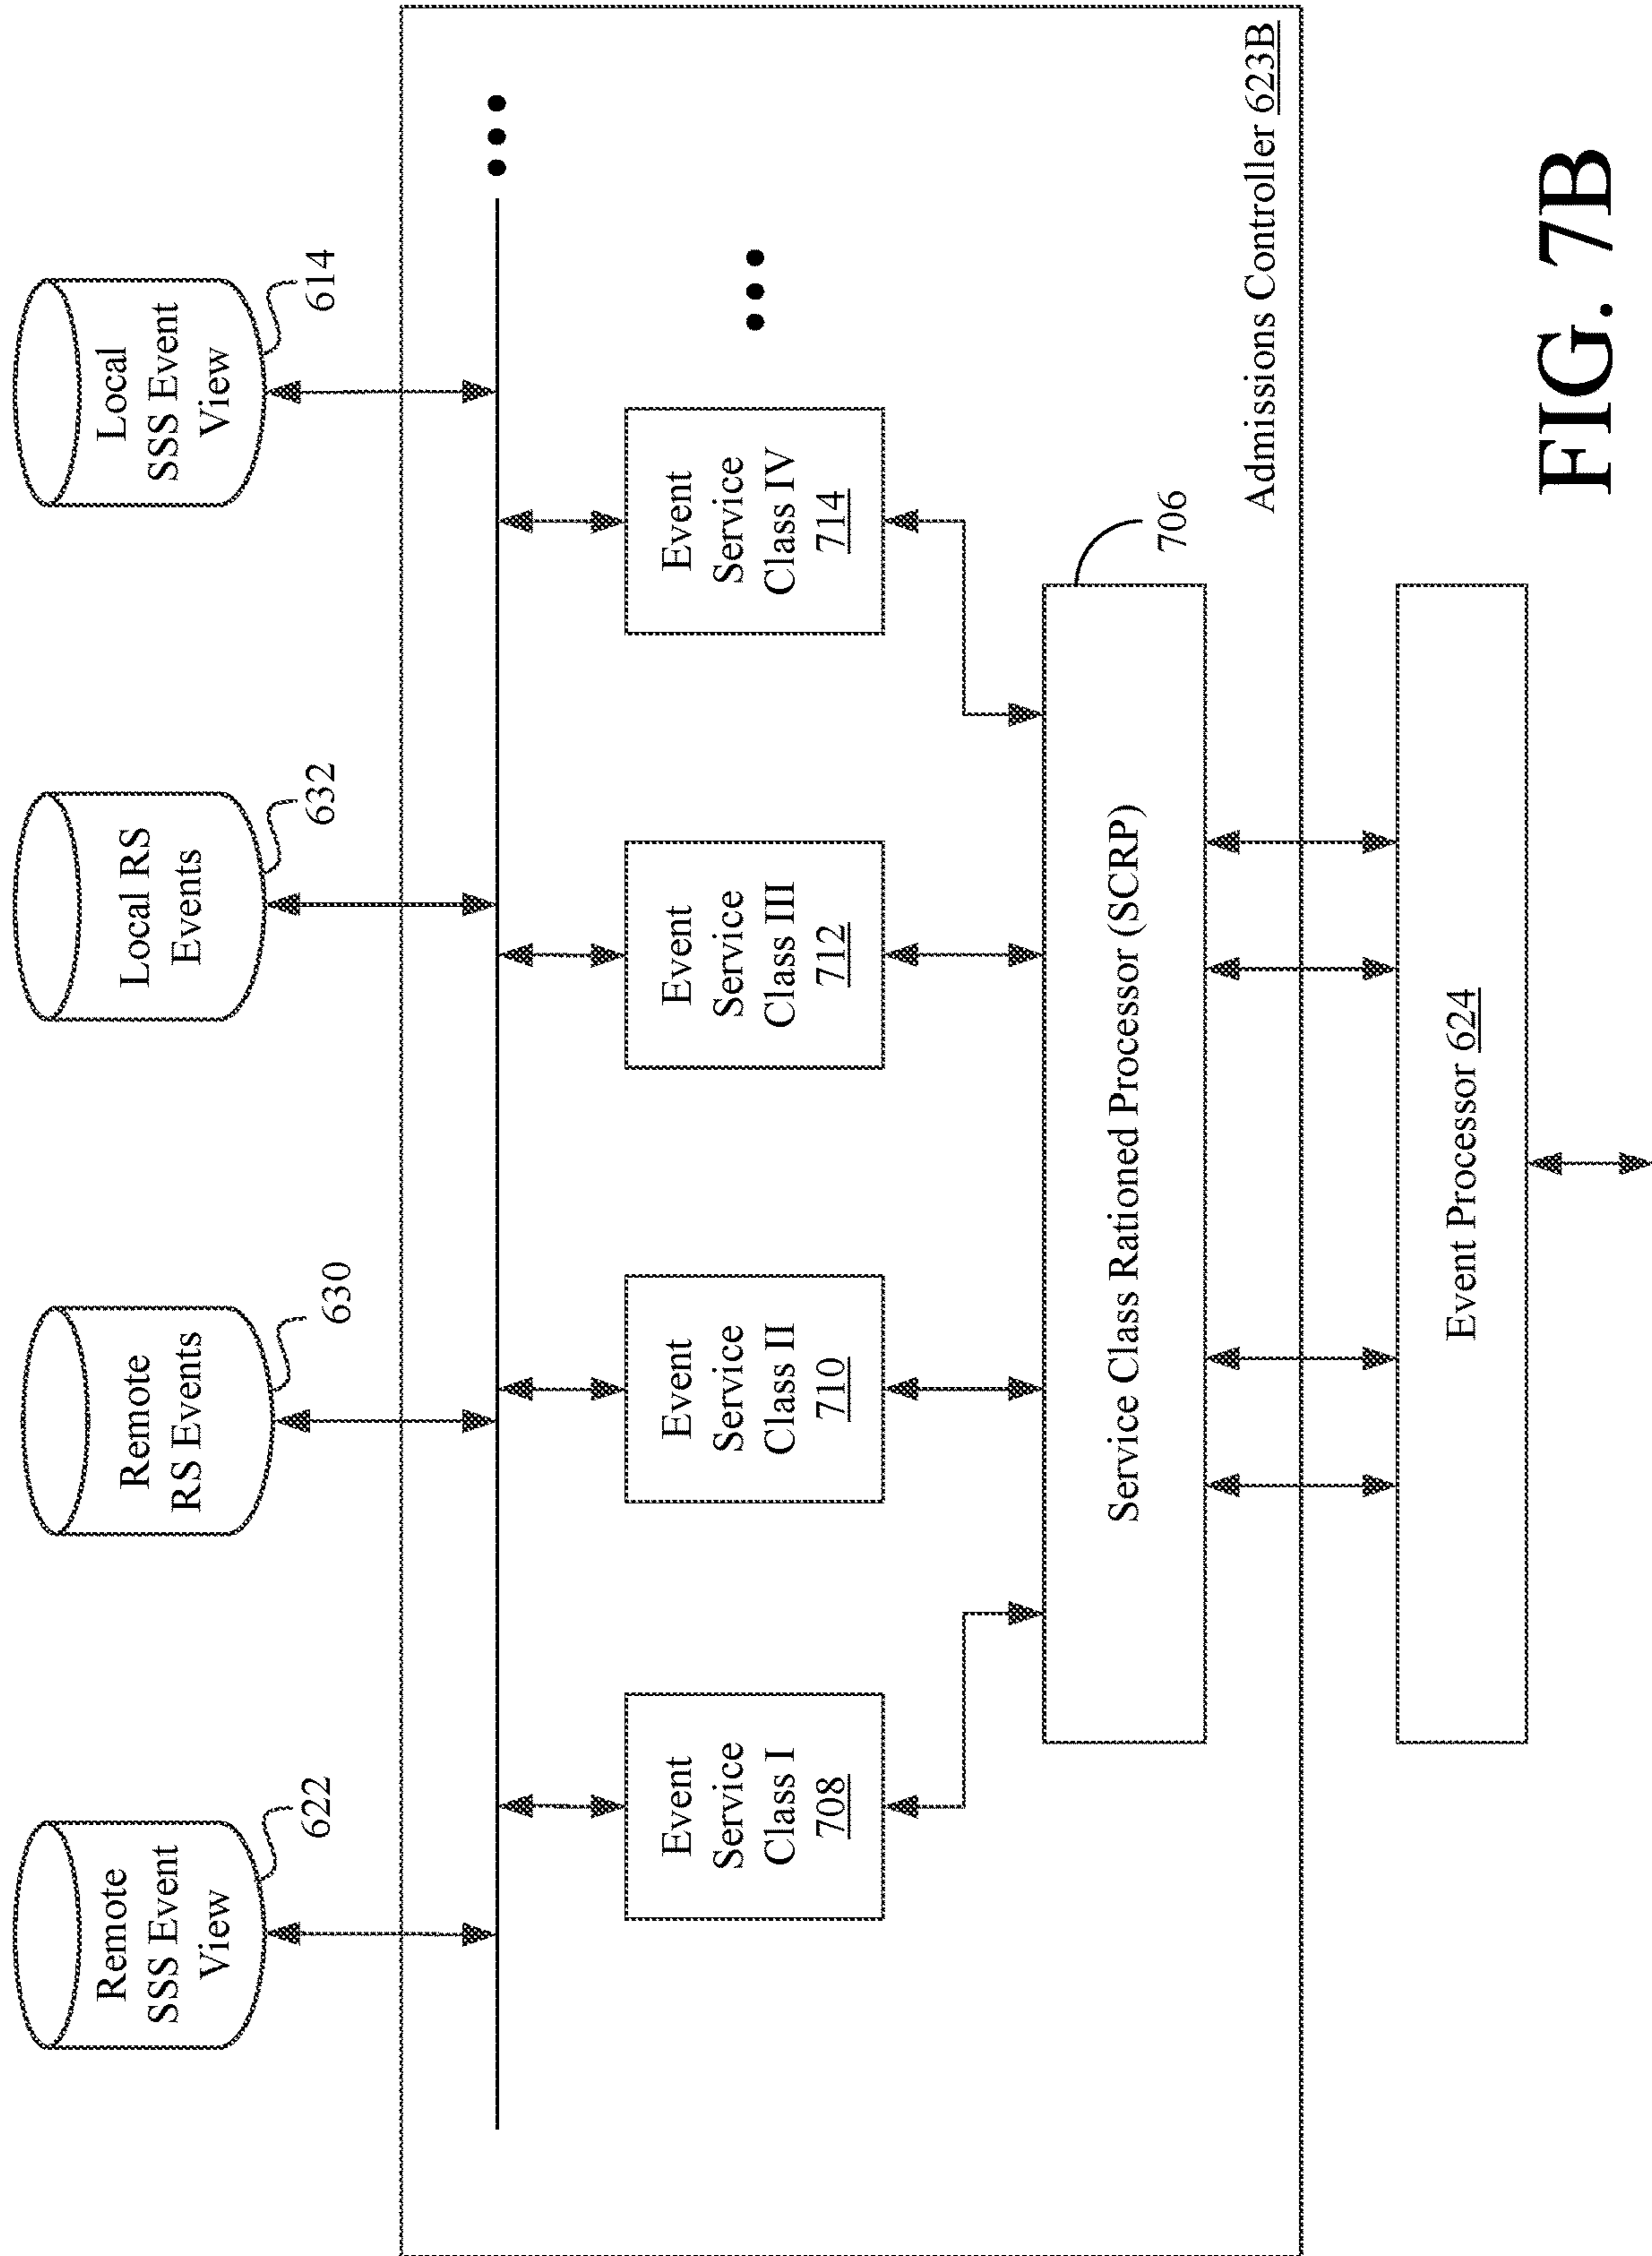 Remote
SSS Event
View
622
Remote
RS Events
630
Local RS
Events
632
Local
SSS Event
View
614
Event
Service
Class I
708
Event
Service
Class II
710
Event
Service
Class III
712
Event
Service
Class IV
714
Service Class Rationed Processor (SCRP)
706
Admissions Controller 623B
Event Processor 624
FIG. 7B